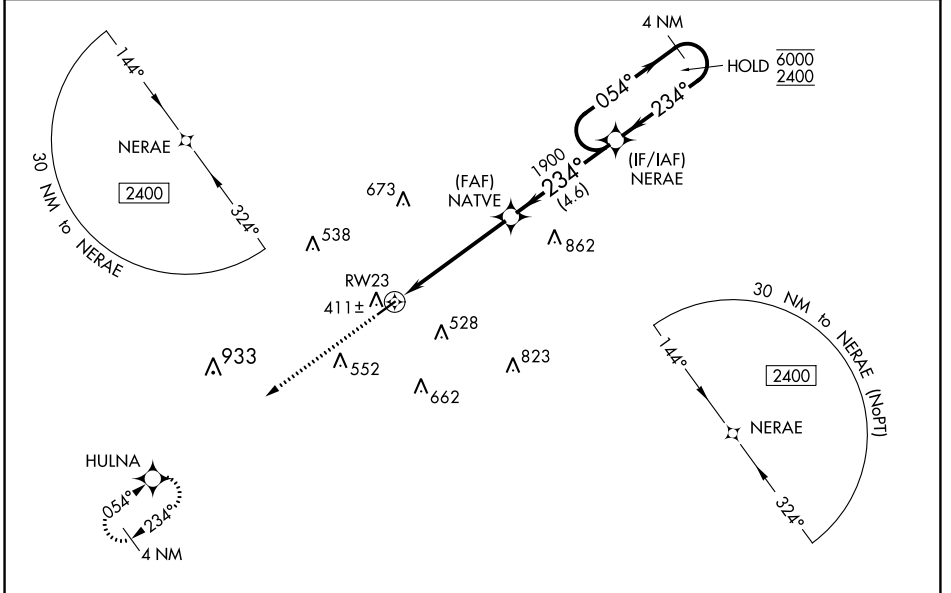 4 NM
HOLD 6000
2400
054°
234°
(IF/IAF)
NERAE
1900
234°
(4.6)
(FAF)
NATVE
144°
NERAE
2400
324°
30 NM to NERAE
673
538
862
RW23
411±
528
933
552
823
662
30 NM to NERAE (NoPT)
144°
2400
NERAE
324°
HULNA
054°
234°
4 NM